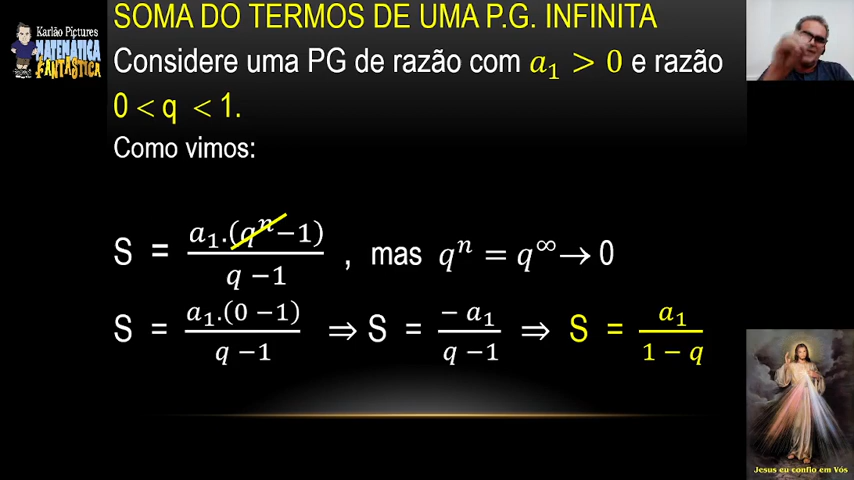 SOMA DO TERMOS DE UMA P.G. INFINITA
Karlão Pictures
MATEMÁTICA
FANTÁSTICA
Considere uma PG de razão com a₁ > 0 e razão
0 < q < 1.
Como vimos:
S = a₁.(qⁿ−1) / q −1 , mas qⁿ = q^∞ → 0
S = a₁.(0 −1) / q −1 ⇒ S = − a₁ / q −1 ⇒ S = a₁ / 1 − q
Jesus eu confio em Vós